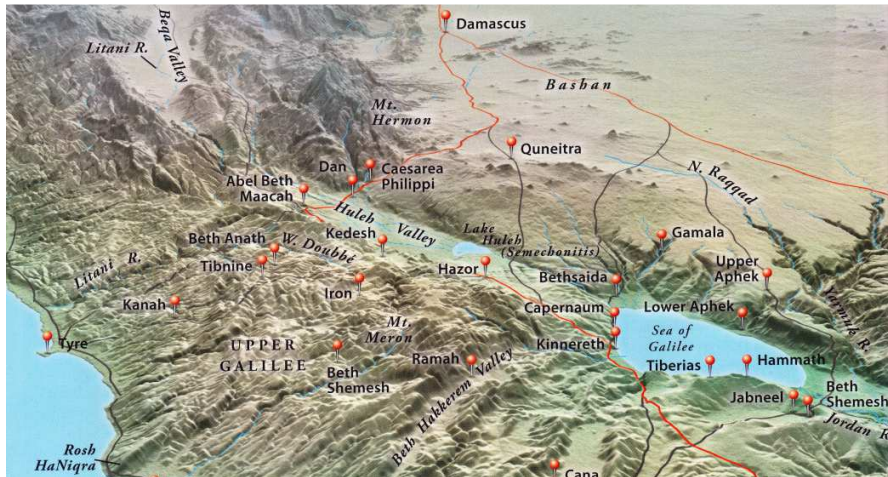 Damascus
Beqa Valley
Litani R.
Bashan
Mt.
Hermon
Quneitra
N. Raqqad
Dan
Caesarea
Philippi
Abel Beth
Maacah
Huleh
Valley
Kedesh
Lake
Huleh
(Semechonitis)
Gamala
Beth Anath
W. Doubbé
Tibnine
Litani R.
Hazor
Bethsaida
Upper
Aphek
Iron
Kanah
Capernaum
Lower Aphek
Yarmuk R.
Tyre
Mt.
Meron
Kinnereth
Sea of
Galilee
UPPER
GALILEE
Beth
Shemesh
Ramah
Tiberias
Hammath
Beth Hakkerem Valley
Jabneel
Beth
Shemesh
Jordan R
Rosh
HaNiqra
Cana